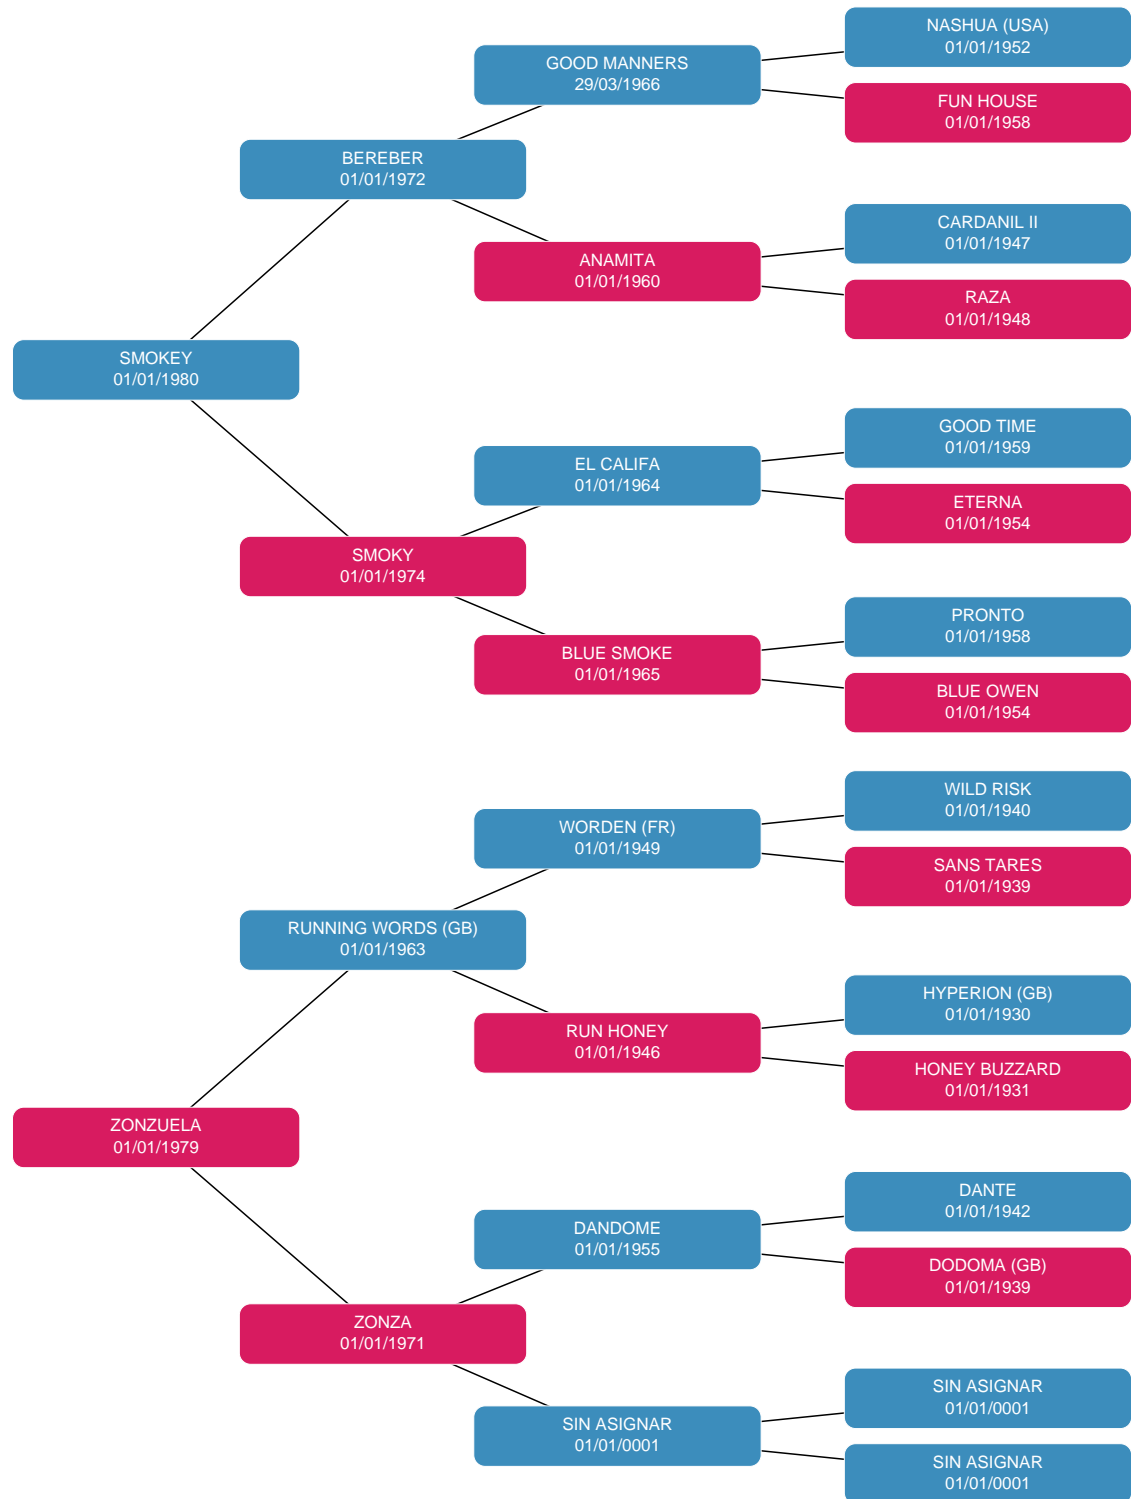 NASHUA (USA)
01/01/1952
GOOD MANNERS
29/03/1966
FUN HOUSE
01/01/1958
BEREBER
01/01/1972
CARDANIL II
01/01/1947
ANAMITA
01/01/1960
RAZA
01/01/1948
SMOKEY
01/01/1980
GOOD TIME
01/01/1959
EL CALIFA
01/01/1964
ETERNA
01/01/1954
SMOKY
01/01/1974
PRONTO
01/01/1958
BLUE SMOKE
01/01/1965
BLUE OWEN
01/01/1954
WILD RISK
01/01/1940
WORDEN (FR)
01/01/1949
SANS TARES
01/01/1939
RUNNING WORDS (GB)
01/01/1963
HYPERION (GB)
01/01/1930
RUN HONEY
01/01/1946
HONEY BUZZARD
01/01/1931
ZONZUELA
01/01/1979
DANTE
01/01/1942
DANDOME
01/01/1955
DODOMA (GB)
01/01/1939
ZONZA
01/01/1971
SIN ASIGNAR
01/01/0001
SIN ASIGNAR
01/01/0001
SIN ASIGNAR
01/01/0001